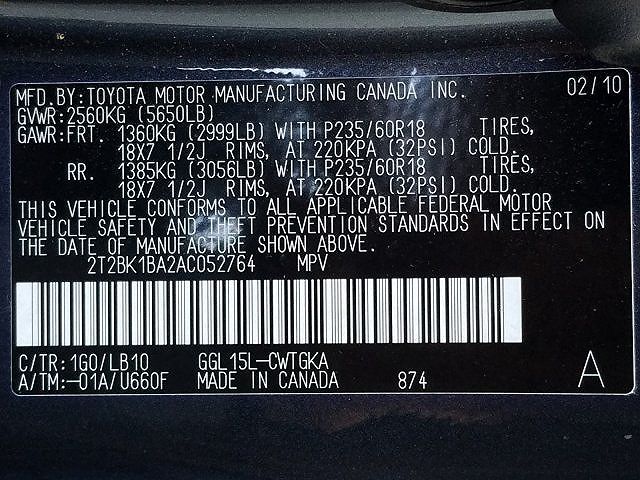 MFD.BY:TOYOTA MOTOR MANUFACTURING CANADA INC. 02/10
GVWR:2560KG (5650LB)
GAWR:FRT. 1360KG (2999LB) WITH P235/60R18 TIRES,
18X7 1/2J RIMS, AT 220KPA (32PSI) COLD.
RR. 1385KG (3056LB) WITH P235/60R18 TIRES,
18X7 1/2J RIMS, AT 220KPA (32PSI) COLD.
THIS VEHICLE CONFORMS TO ALL APPLICABLE FEDERAL MOTOR
VEHICLE SAFETY AND THEFT PREVENTION STANDARDS IN EFFECT ON
THE DATE OF MANUFACTURE SHOWN ABOVE.
2T2BK1BA2AC052764 MPV
C/TR:1G0/LB10 GGL15L-CWTGKA
A/TM:-01A/U660F MADE IN CANADA 874 A